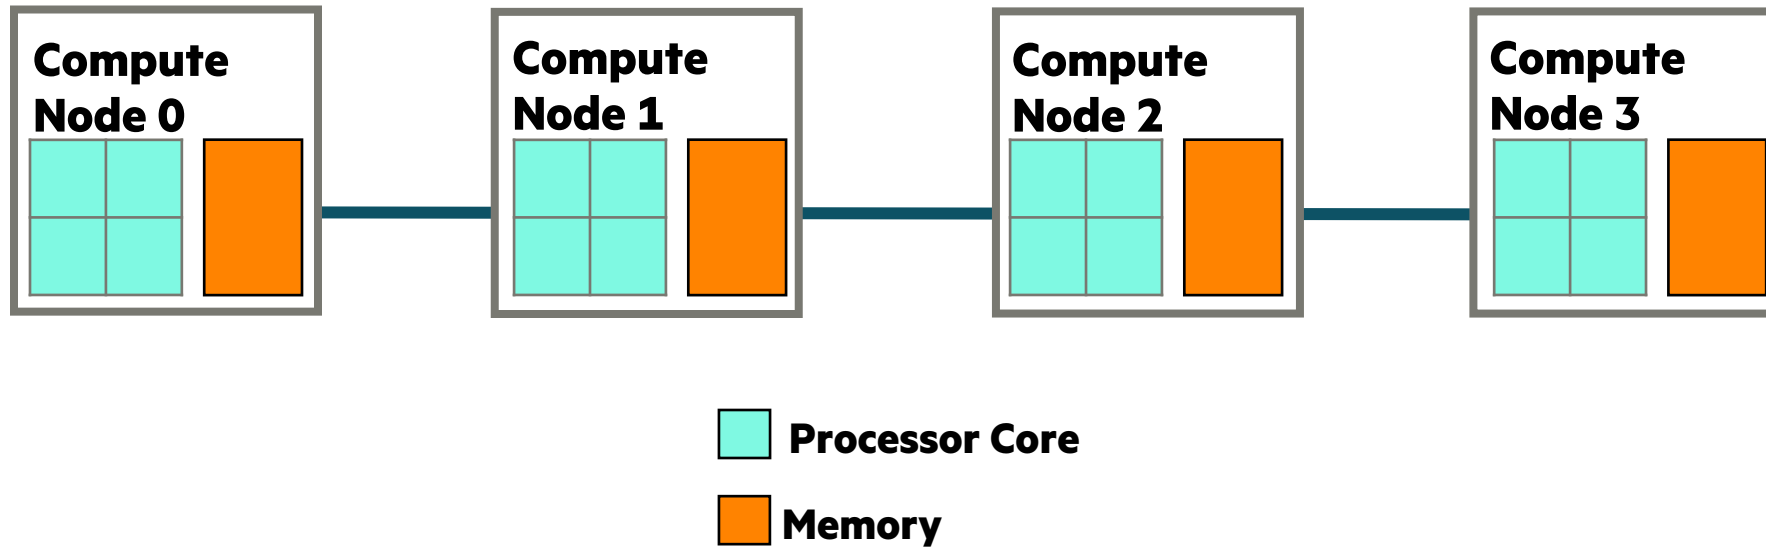 Compute
Node 0
Compute
Node 1
Compute
Node 2
Compute
Node 3
Processor Core
Memory